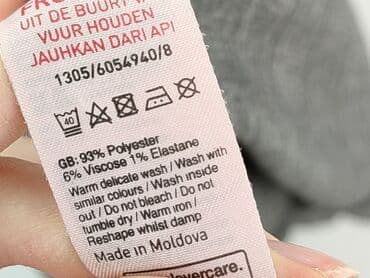 UIT DE BUURT
VUUR HOUDEN
JAUHKAN DARI API
1305/6054940/8
40
GB: 93% Polyester
6% Viscose 1% Elastane
Warm delicate wash / Wash with
similar colours / Wash inside
out / Do not bleach / Do not
tumble dry / Warm iron /
Reshape whilst damp
Made in Moldova